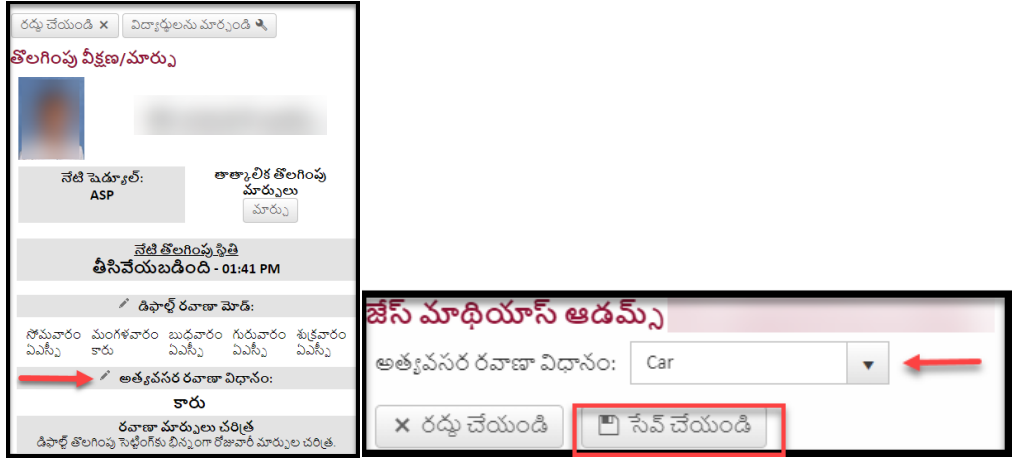 రద్దు చేయండి ✕ విద్యార్థులను మార్చండి
తొలగింపు వీక్షణ/మార్పు
నేటి షెడ్యూల్:
ASP
తాత్కాలిక తొలగింపు
మార్పులు
మార్పు
నేటి తొలగింపు స్థితి
తీసివేయబడింది - 01:41 PM
డిఫాల్ట్ రవాణా మోడ్:
సోమవారం మంగళవారం బుధవారం గురువారం శుక్రవారం
ఏఎస్పీ కారు ఏఎస్పీ ఏఎస్పీ ఏఎస్పీ
అత్యవసర రవాణా విధానం:
కారు
రవాణా మార్పులు చరిత్ర
డిఫాల్ట్ తొలగింపు సెట్టింగ్‌కు భిన్నంగా రోజువారీ మార్పుల చరిత్ర.
జేస్ మాథియాస్ ఆడమ్స్
అత్యవసర రవాణా విధానం: Car
✕ రద్దు చేయండి సేవ్ చేయండి